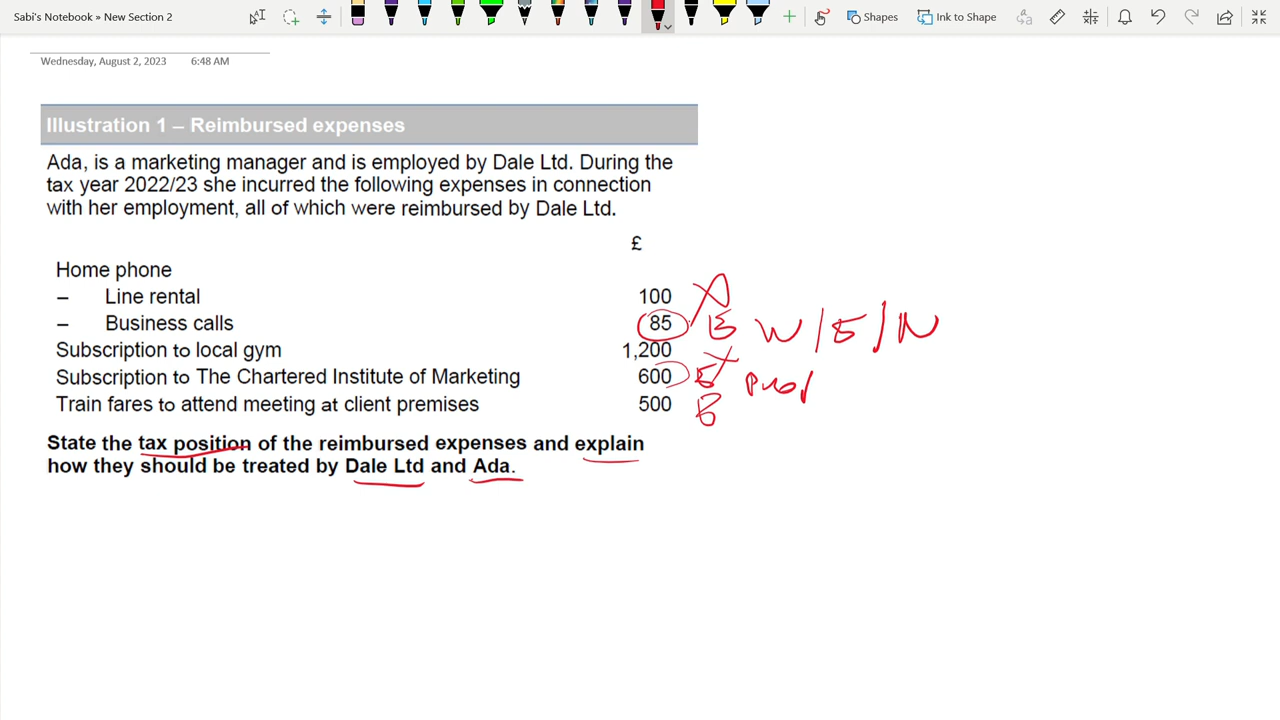 Sabi's Notebook » New Section 2
Shapes
Ink to Shape
Wednesday, August 2, 2023 6:48 AM
Illustration 1 – Reimbursed expenses
Ada, is a marketing manager and is employed by Dale Ltd. During the
tax year 2022/23 she incurred the following expenses in connection
with her employment, all of which were reimbursed by Dale Ltd.
£
Home phone
– Line rental 100
– Business calls 85 E W/E/N
Subscription to local gym 1,200
Subscription to The Chartered Institute of Marketing 600 E Prof
Train fares to attend meeting at client premises 500 E
State the tax position of the reimbursed expenses and explain
how they should be treated by Dale Ltd and Ada.